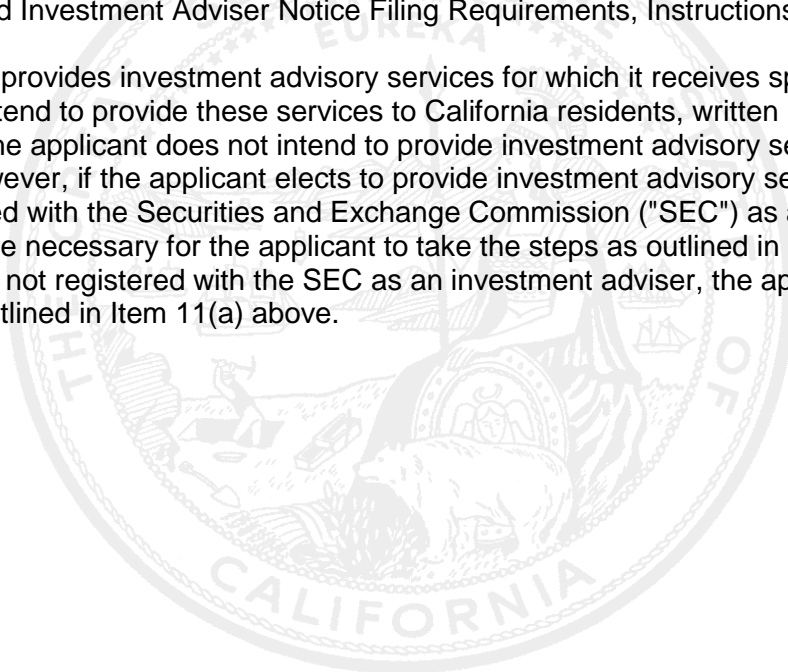 d Investment Adviser Notice Filing Requirements, Instructions
EUREKA
provides investment advisory services for which it receives sp
tend to provide these services to California residents, written
he applicant does not intend to provide investment advisory se
wever, if the applicant elects to provide investment advisory se
ed with the Securities and Exchange Commission ("SEC") as a
e necessary for the applicant to take the steps as outlined in
not registered with the SEC as an investment adviser, the ap
tlined in Item 11(a) above.
THE
OF
CALIFORNIA